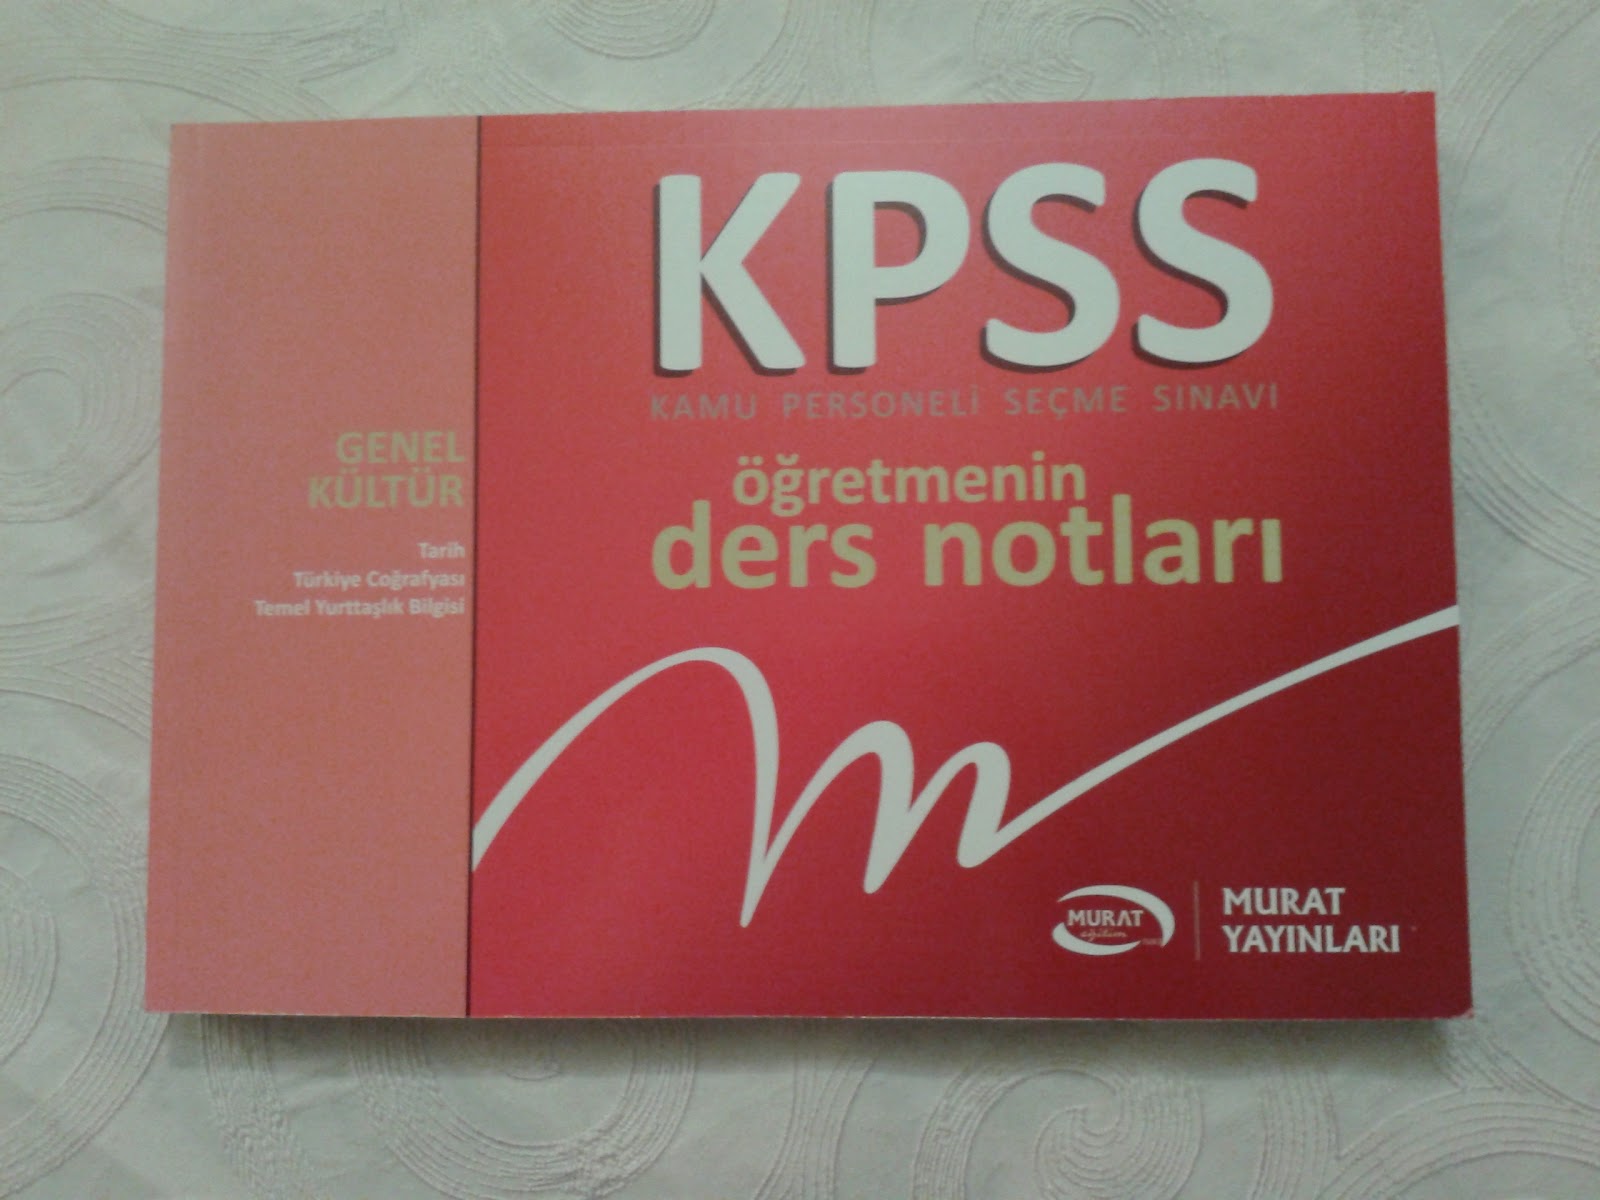 GENEL
KÜLTÜR
Tarih
Türkiye Coğrafyası
Temel Yurttaşlık Bilgisi
KPSS
KAMU PERSONELİ SEÇME SINAVI
öğretmenin
ders notları
MURAT
eğitim
MURAT
YAYINLARI